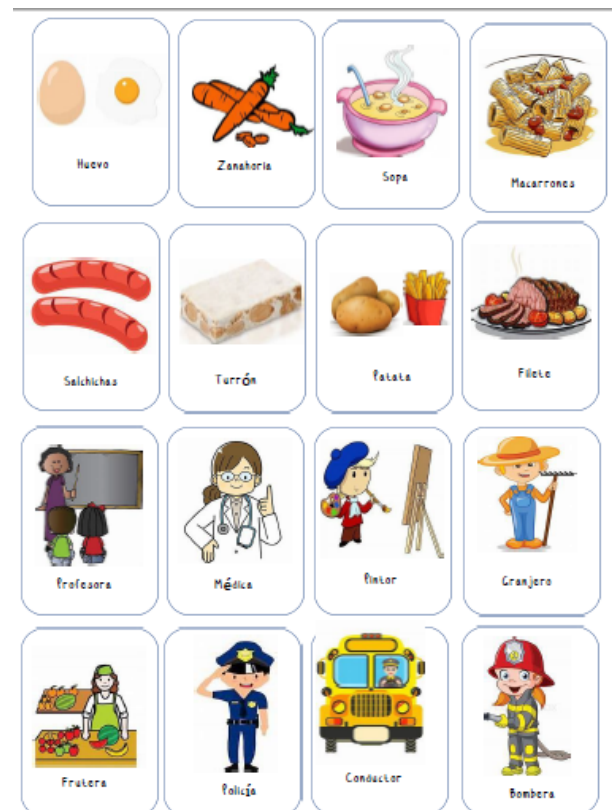 Huevo
Zanahoria
Sopa
Macarrones
Salchichas
Turrón
Patata
Filete
Profesora
Médica
Pintor
Granjero
Frutera
Policía
Conductor
Bombera